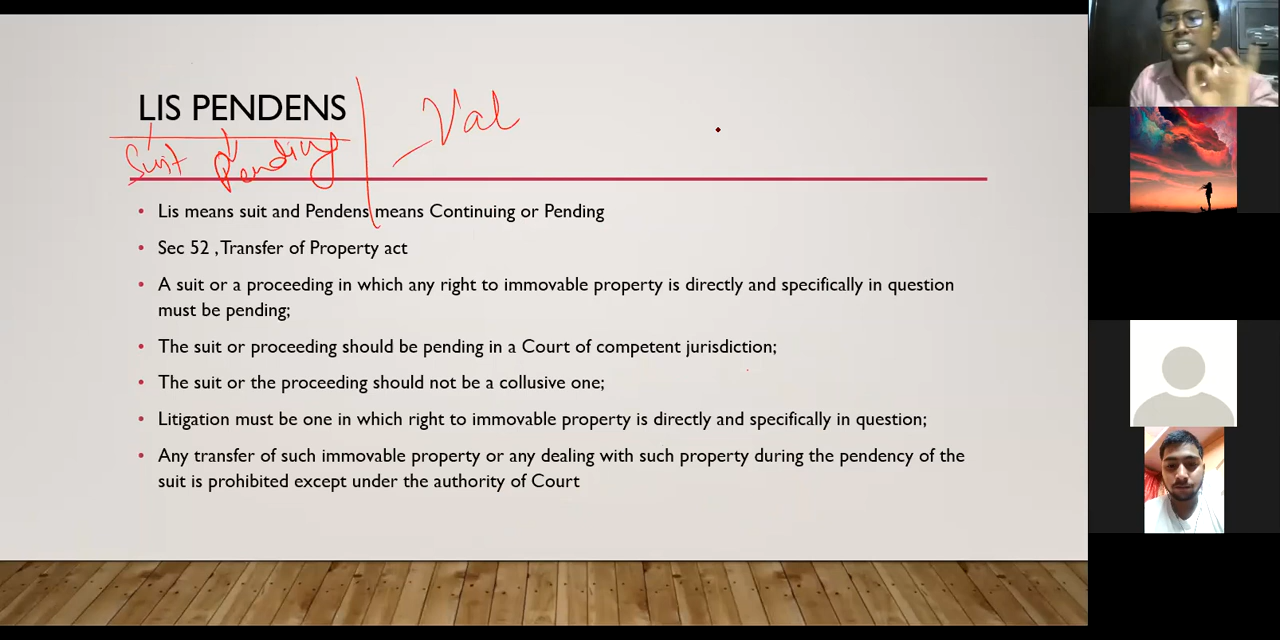 LIS PENDENS
Val
Suit Pending
• Lis means suit and Pendens means Continuing or Pending
• Sec 52 ,Transfer of Property act
• A suit or a proceeding in which any right to immovable property is directly and specifically in question
must be pending;
• The suit or proceeding should be pending in a Court of competent jurisdiction;
• The suit or the proceeding should not be a collusive one;
• Litigation must be one in which right to immovable property is directly and specifically in question;
• Any transfer of such immovable property or any dealing with such property during the pendency of the
suit is prohibited except under the authority of Court